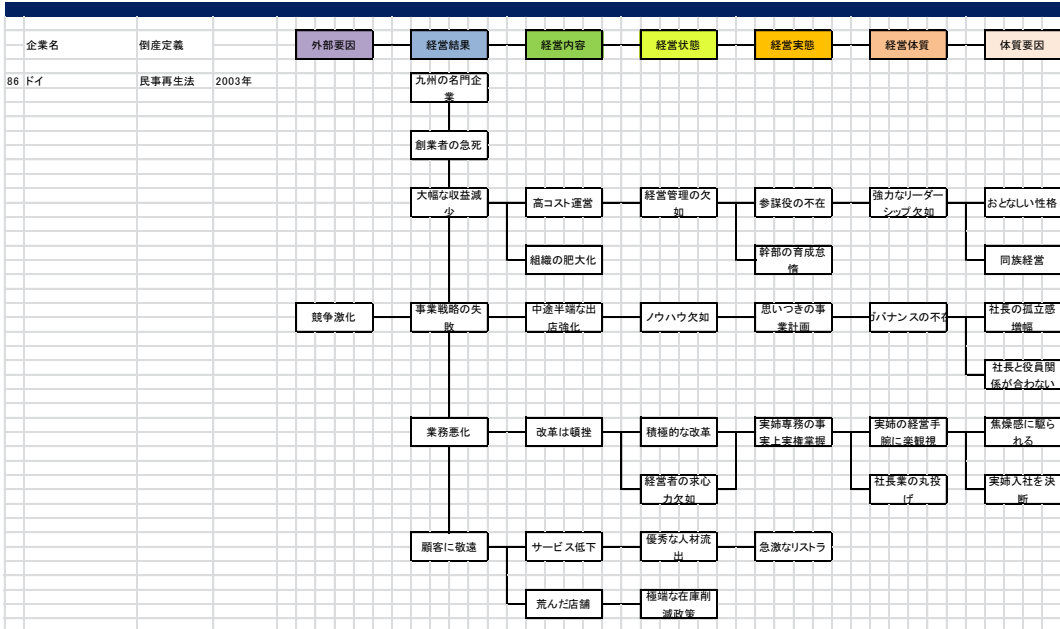 企業名 倒産定義 外部要因 経営結果 経営内容 経営状態 経営実態 経営体質 体質要因
86 ドイ 民事再生法 2003年 九州の名門企
業
創業者の急死
大幅な収益減
少
高コスト運営
経営管理の欠
如
参謀役の不在
強力なリーダー
シップ欠如
おとなしい性格
組織の肥大化
幹部の育成怠
惰
同族経営
競争激化
事業戦略の失
敗
中途半端な出
店強化
ノウハウ欠如
思いつきの事
業計画
ガバナンスの不在
社長の孤立感
増幅
社長と役員関
係が合わない
業務悪化
改革は頓挫
積極的な改革
実姉専務の事
実上実権掌握
実姉の経営手
腕に楽観視
焦燥感に駆ら
れる
経営者の求心
力欠如
社長業の丸投
げ
実姉入社を決
断
顧客に敬遠
サービス低下
優秀な人材流
出
急激なリストラ
荒んだ店舗
極端な在庫削
減政策